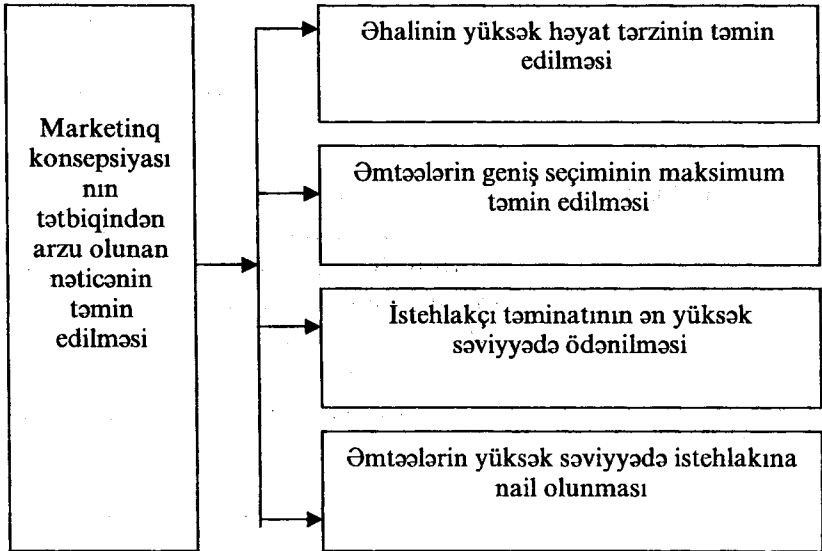 Marketinq
konsepsiyası
nın
tətbiqindən
arzu olunan
nəticənin
təmin
edilməsi
Əhalinin yüksək həyat tərzinin təmin
edilməsi
Əmtəələrin geniş seçiminin maksimum
təmin edilməsi
İstehlakçı təminatının ən yüksək
səviyyədə ödənilməsi
Əmtəələrin yüksək səviyyədə istehlakına
nail olunması